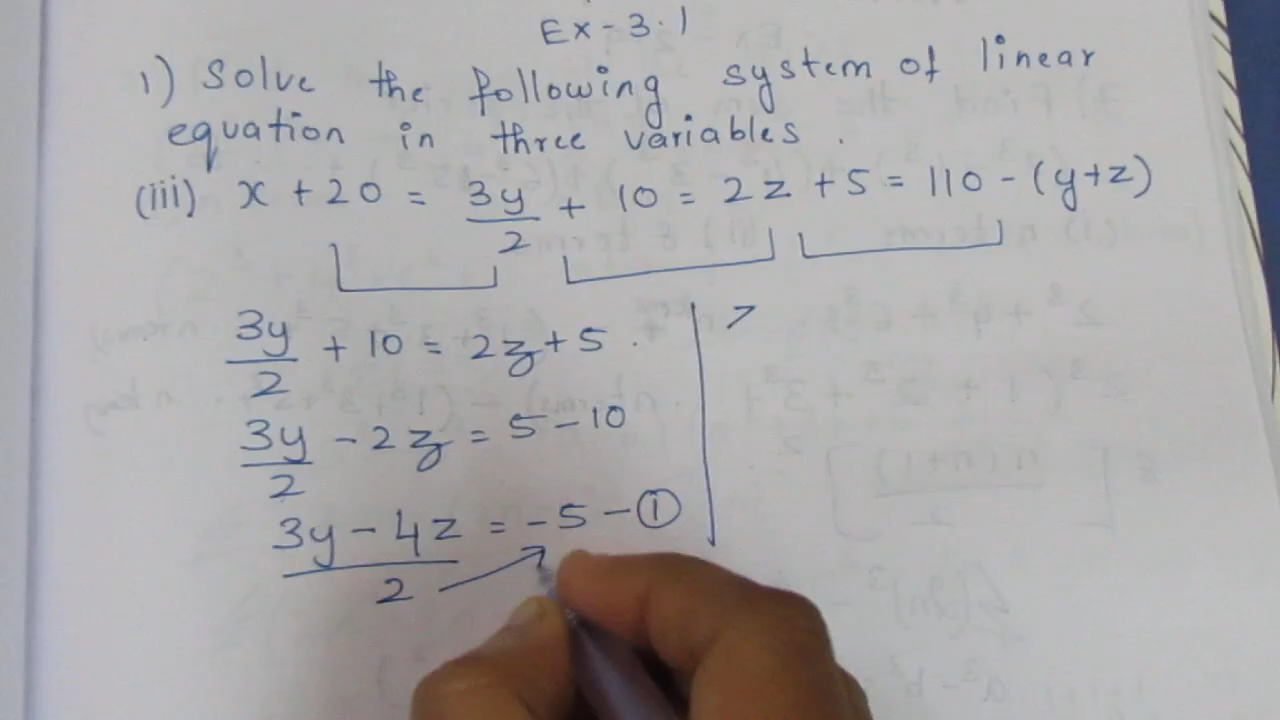 Ex-3.1
1) Solve the following system of linear
equation in three variables.
(iii) x + 20 = 3y/2 + 10 = 2z + 5 = 110 - (y+z)
3y/2 + 10 = 2z + 5
3y/2 - 2z = 5 - 10
3y - 4z/2 = -5 - ①